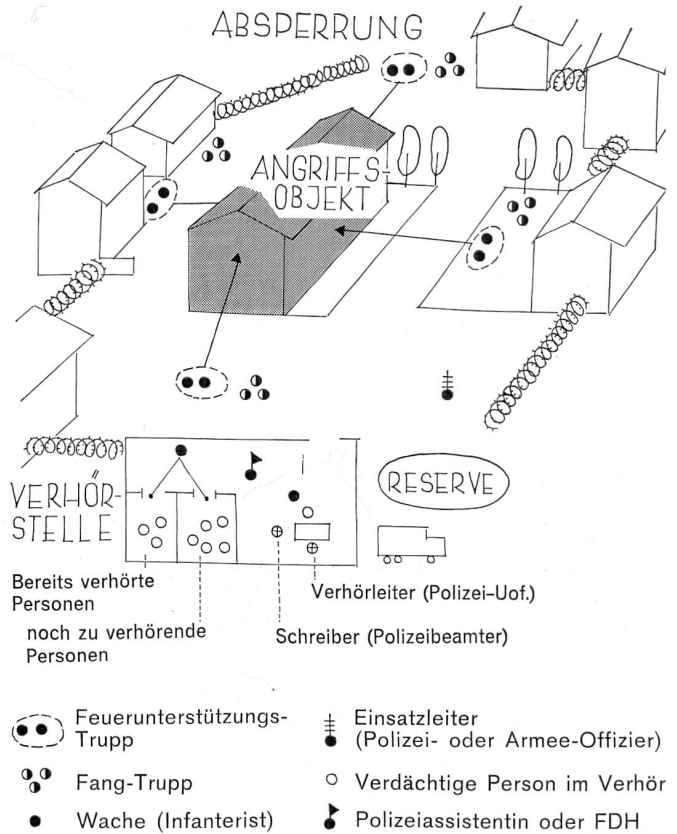 ABSPERRUNG
ANGRIFFS-
OBJEKT
VERHÖR-
STELLE
RESERVE
Bereits verhörte
Personen
noch zu verhörende
Personen
Verhörleiter (Polizei-Uof.)
Schreiber (Polizeibeamter)
Feuerunterstützungs-
Trupp
Fang-Trupp
Wache (Infanterist)
Einsatzleiter
(Polizei- oder Armee-Offizier)
Verdächtige Person im Verhör
Polizeiassistentin oder FDH